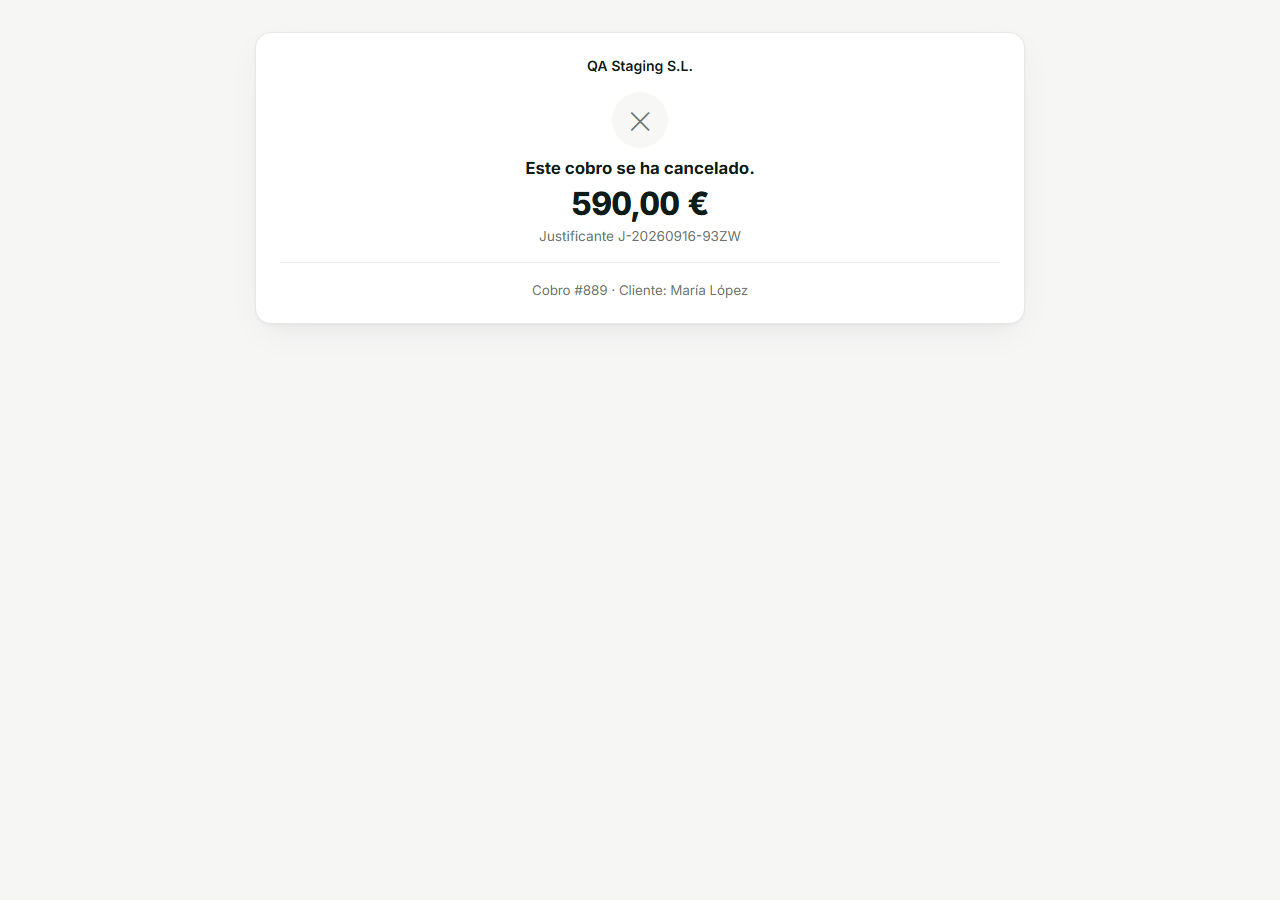 QA Staging S.L.
Este cobro se ha cancelado.
590,00 €
Justificante J-20260916-93ZW
Cobro #889 · Cliente: María López